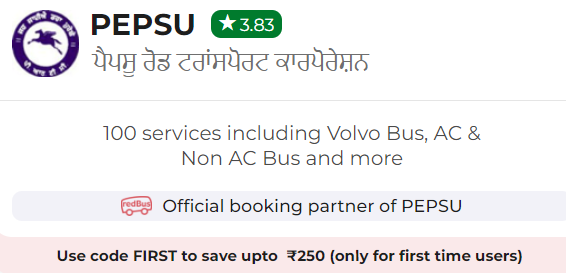 PEPSU ★ 3.83
ਪੈਪਸੂ ਰੋਡ ਟਰਾਂਸਪੋਰਟ ਕਾਰਪੋਰੇਸ਼ਨ
100 services including Volvo Bus, AC &
Non AC Bus and more
redBus Official booking partner of PEPSU
Use code FIRST to save upto ₹250 (only for first time users)